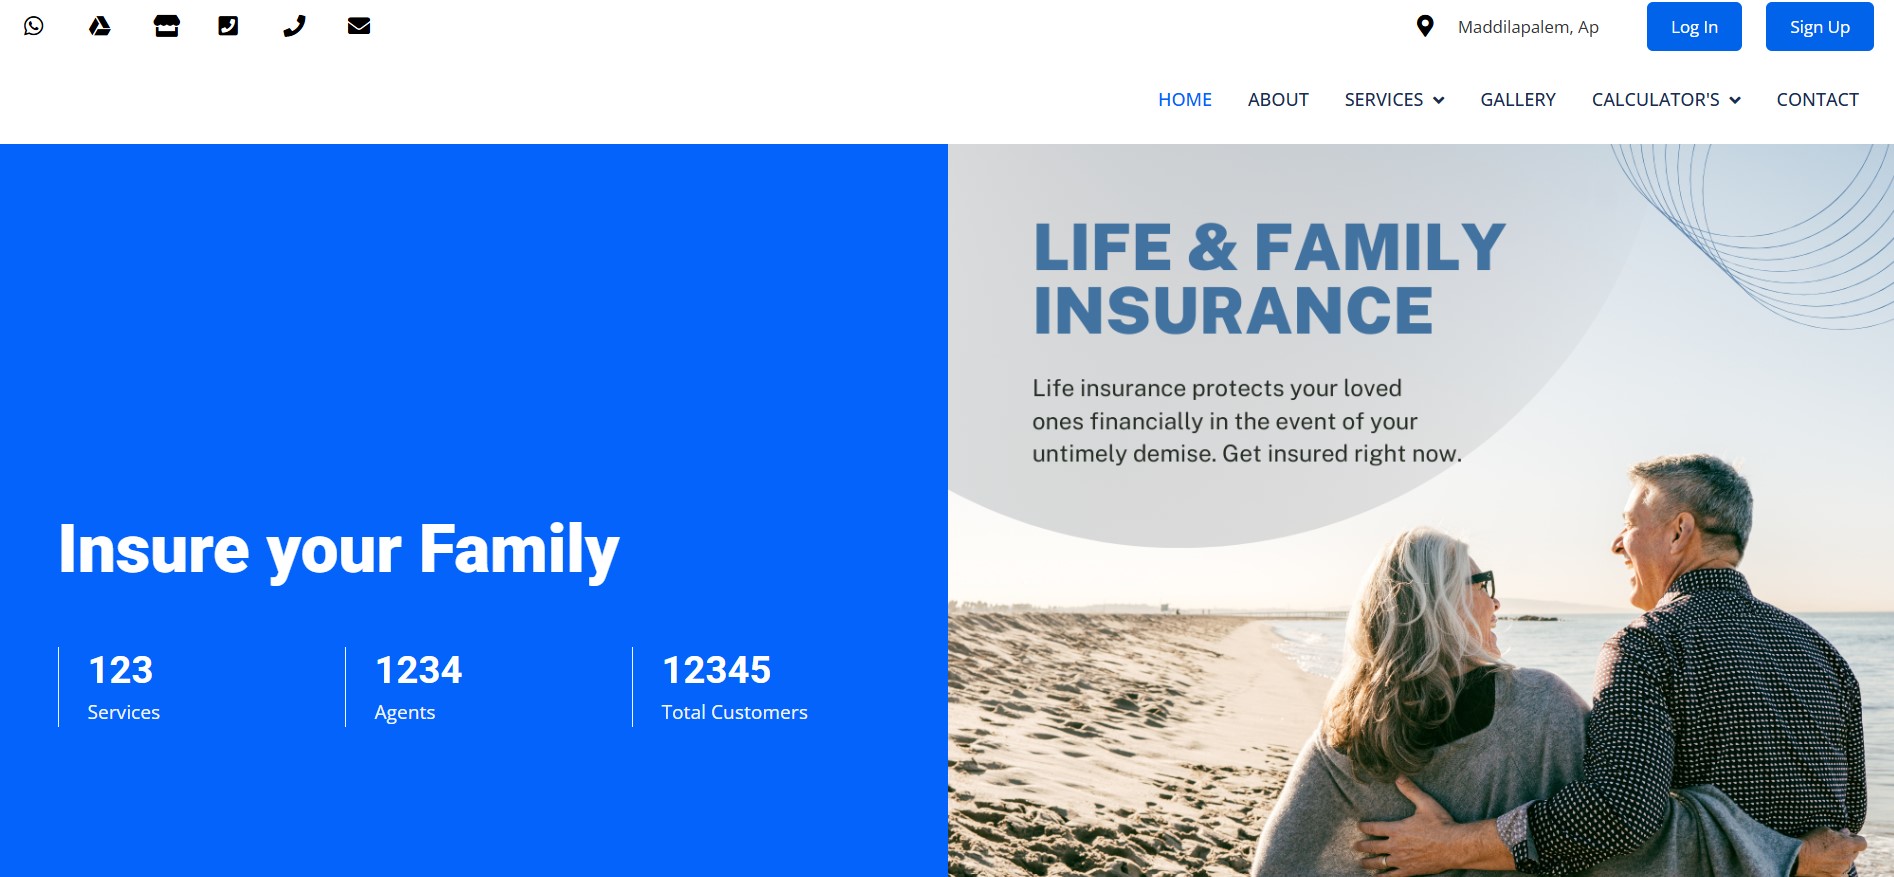 Maddilapalem, Ap
Log In
Sign Up
HOME
ABOUT
SERVICES
GALLERY
CALCULATOR'S
CONTACT
Insure your Family
123
Services
1234
Agents
12345
Total Customers
LIFE & FAMILY
INSURANCE
Life insurance protects your loved
ones financially in the event of your
untimely demise. Get insured right now.